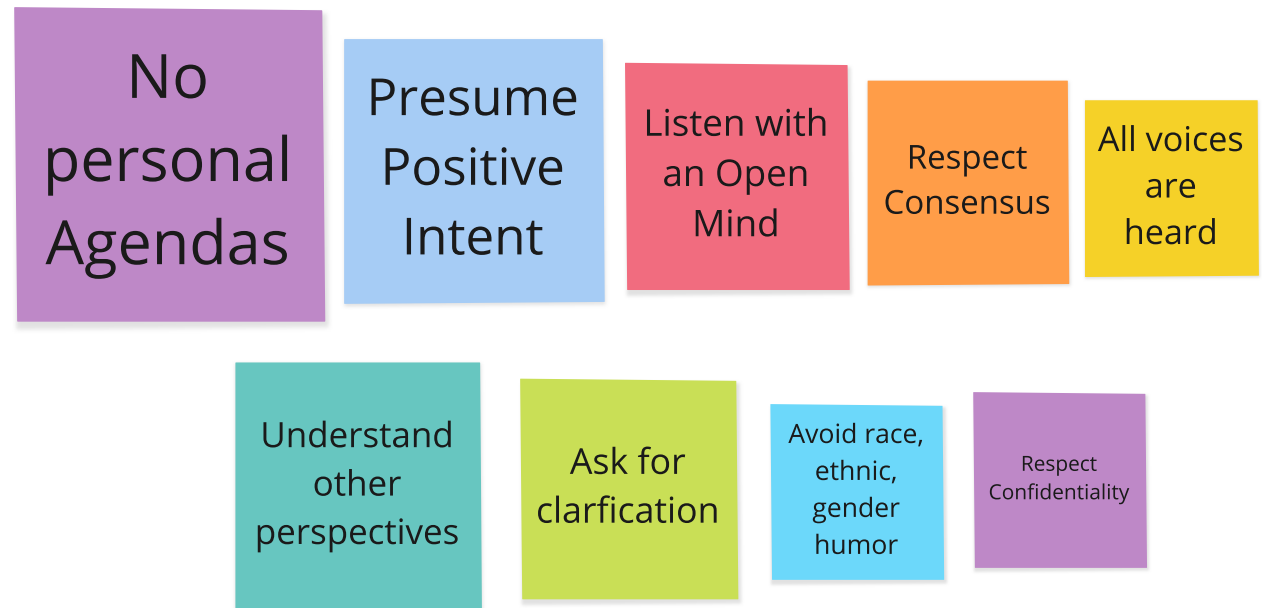 No
personal
Agendas
Presume
Positive
Intent
Listen with
an Open
Mind
Respect
Consensus
All voices
are
heard
Understand
other
perspectives
Ask for
clarfication
Avoid race,
ethnic,
gender
humor
Respect
Confidentiality